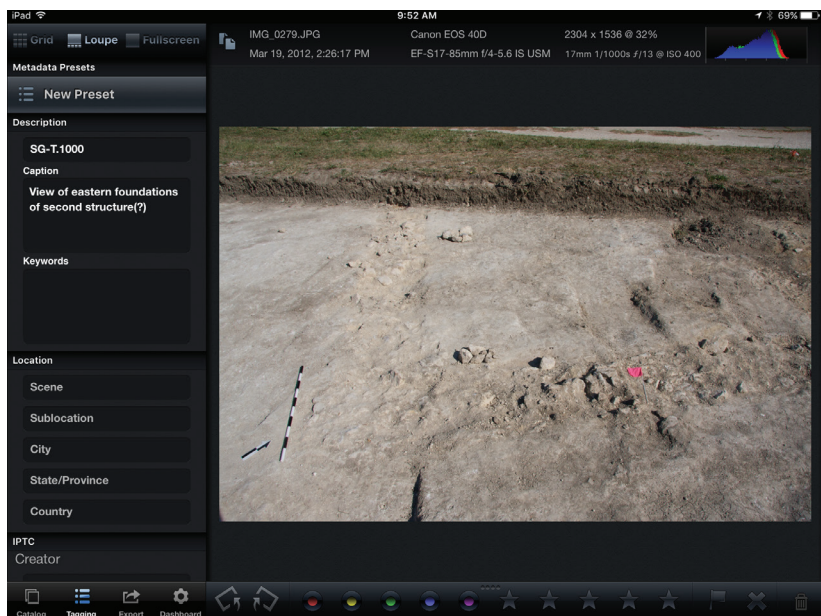 iPad
9:52 AM
69%
Grid Loupe Fullscreen
IMG_0279.JPG Canon EOS 40D 2304 x 1536 @ 32%
Mar 19, 2012, 2:26:17 PM EF-S17-85mm f/4-5.6 IS USM 17mm 1/1000s ƒ/13 @ ISO 400
Metadata Presets
New Preset
Description
SG-T.1000
Caption
View of eastern foundations
of second structure(?)
Keywords
Location
Scene
Sublocation
City
State/Province
Country
IPTC
Creator
Catalog Tagging Export Dashboard